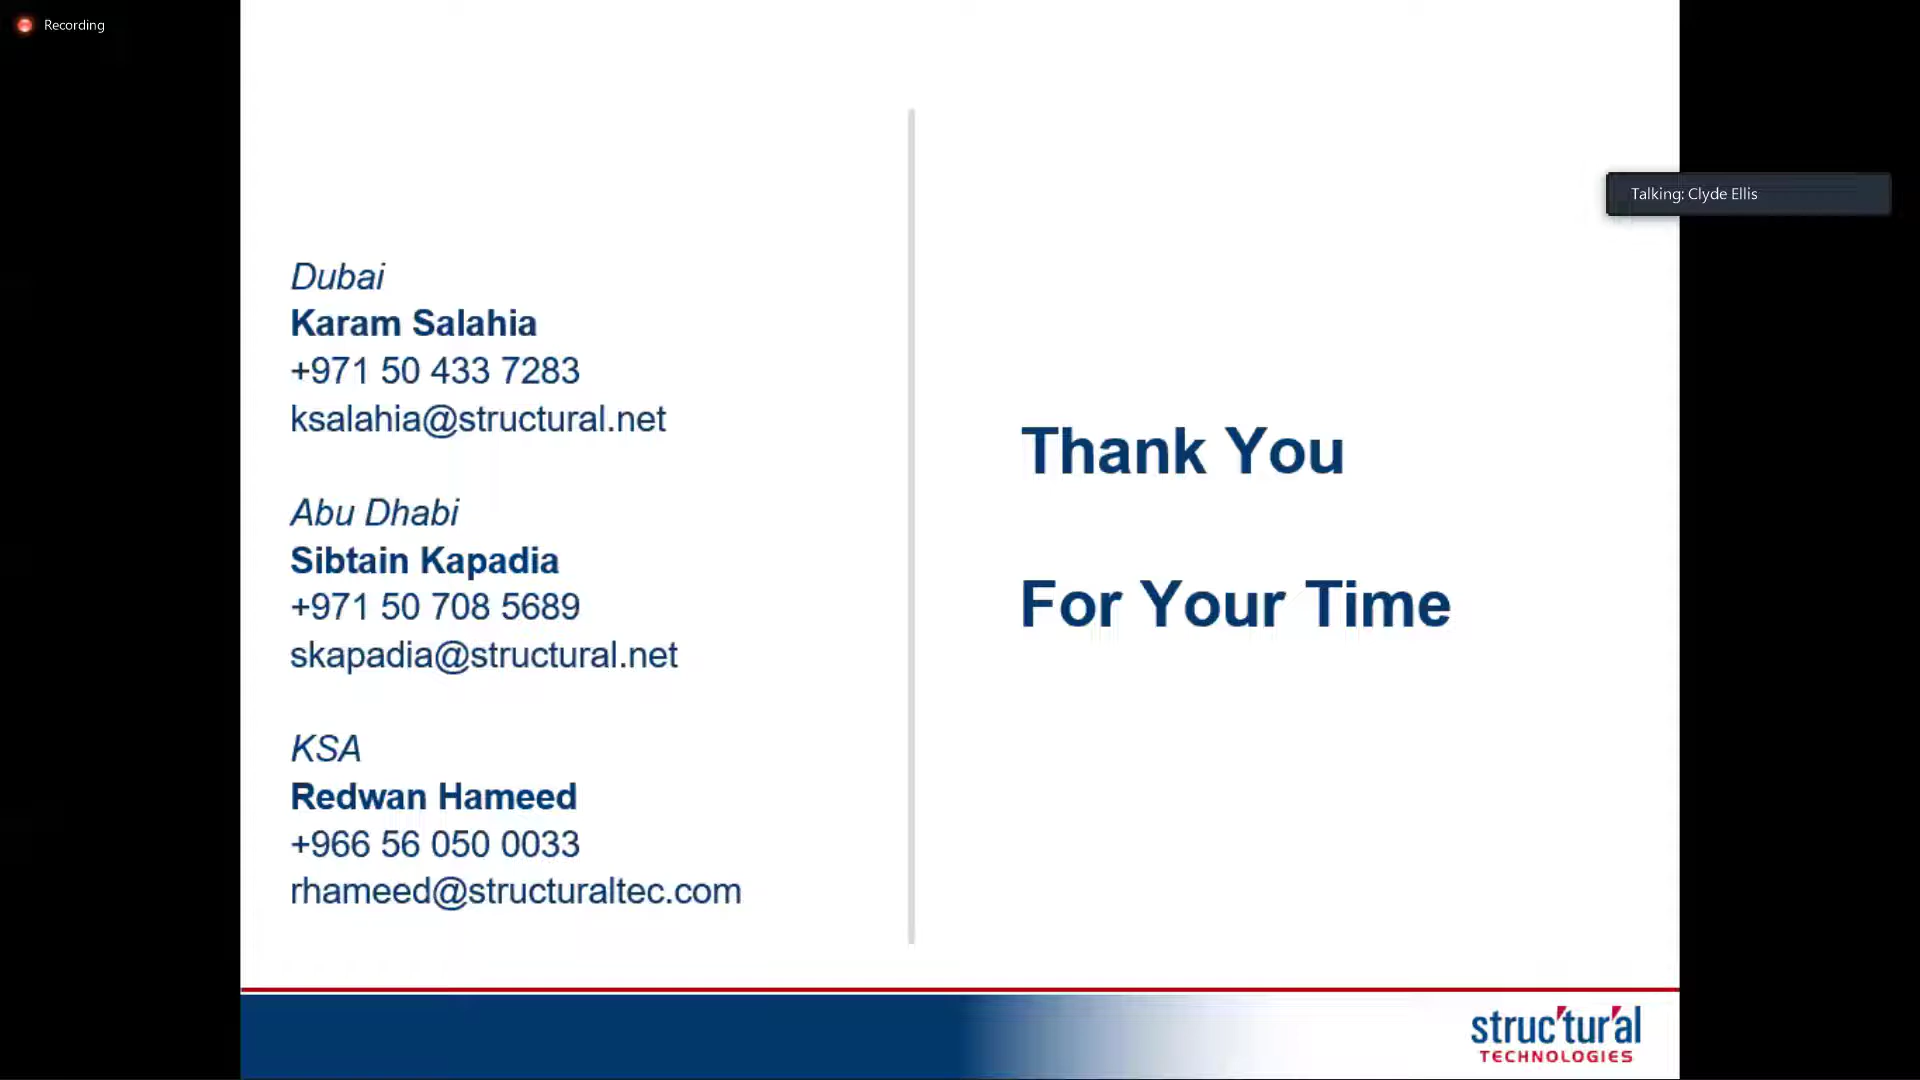 Recording
Talking: Clyde Ellis
Dubai
Karam Salahia
+971 50 433 7283
ksalahia@structural.net
Abu Dhabi
Sibtain Kapadia
+971 50 708 5689
skapadia@structural.net
KSA
Redwan Hameed
+966 56 050 0033
rhameed@structuraltec.com
Thank You
For Your Time
struc'tur'al
TECHNOLOGIES